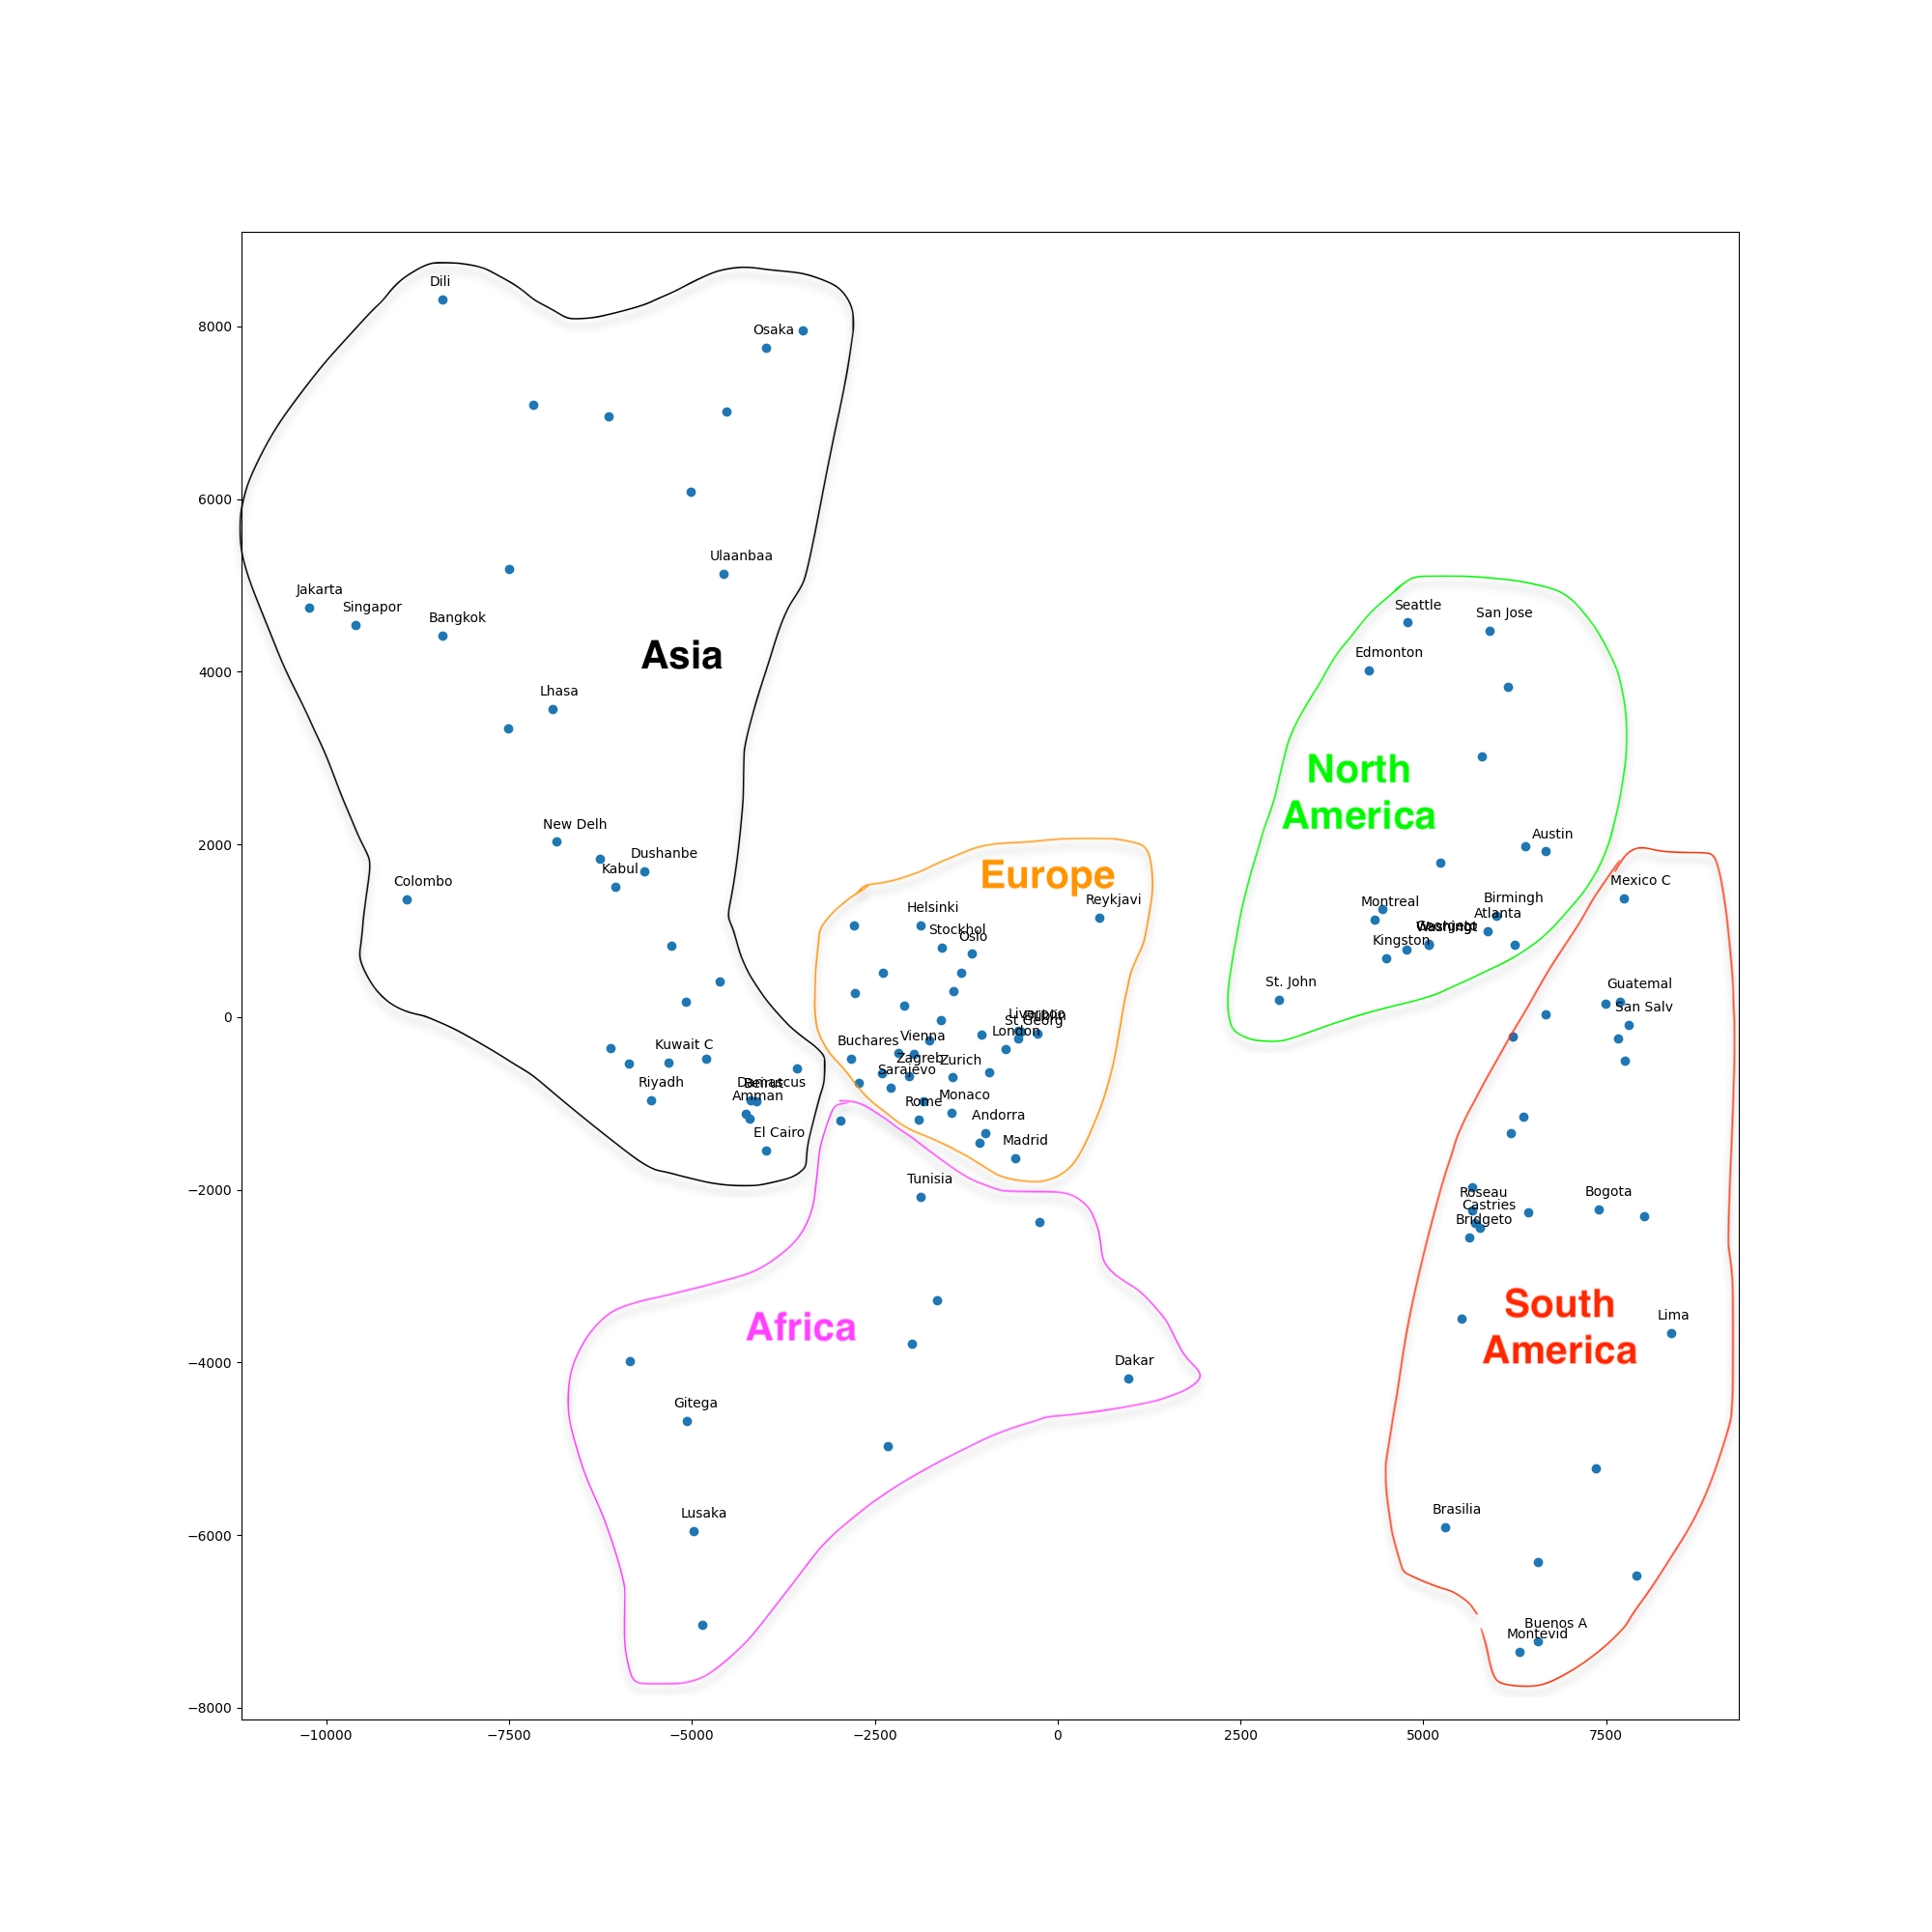 Dili
Osaka
8000
6000
Ulaanbaa
Jakarta
Singapor
Bangkok
Seattle
San Jose
Asia
Edmonton
4000
Lhasa
North
America
New Delh
Dushanbe
Kabul
2000
Austin
Colombo
Europe
Reykjavi
Mexico C
Helsinki
Stockhol
Oslo
Montreal
Birmingh
Atlanta
Washingt
Kingston
St. John
Guatemal
San Salv
0
Liverpoo
Dublin
St Georg
London
Buchares
Vienna
Kuwait C
Zagreb
Zurich
Sarajevo
Riyadh
Damascus
Beirut
Amman
Rome
Monaco
El Cairo
Andorra
Madrid
Tunisia
−2000
Roseau
Castries
Bridgeto
Bogota
Africa
South
America
Lima
−4000
Dakar
Gitega
Lusaka
Brasilia
−6000
Buenos A
Montevid
−8000
−10000
−7500
−5000
−2500
0
2500
5000
7500